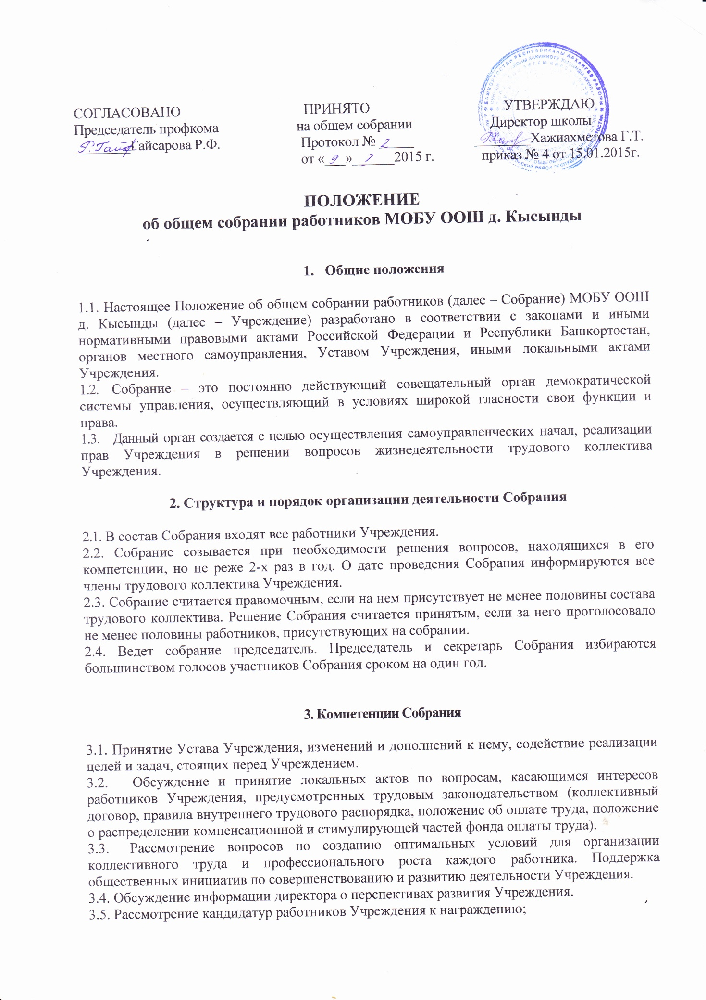 БАШКОРТОСТАН РЕСПУБЛИКАҺЫ АРХАНГЕЛ РАЙОНЫ
СОГЛАСОВАНО
Председатель профкома
Гайсарова Р.Ф.
ПРИНЯТО
на общем собрании
Протокол № 2
от «9» 1 2015 г.
УТВЕРЖДАЮ
Директор школы
Хажиахметова Г.Т.
приказ № 4 от 15.01.2015г.
ПОЛОЖЕНИЕ
об общем собрании работников МОБУ ООШ д. Кысынды
1. Общие положения
1.1. Настоящее Положение об общем собрании работников (далее – Собрание) МОБУ ООШ
д. Кысынды (далее – Учреждение) разработано в соответствии с законами и иными
нормативными правовыми актами Российской Федерации и Республики Башкортостан,
органов местного самоуправления, Уставом Учреждения, иными локальными актами
Учреждения.
1.2. Собрание – это постоянно действующий совещательный орган демократической
системы управления, осуществляющий в условиях широкой гласности свои функции и
права.
1.3. Данный орган создается с целью осуществления самоуправленческих начал, реализации
прав Учреждения в решении вопросов жизнедеятельности трудового коллектива
Учреждения.
2. Структура и порядок организации деятельности Собрания
2.1. В состав Собрания входят все работники Учреждения.
2.2. Собрание созывается при необходимости решения вопросов, находящихся в его
компетенции, но не реже 2-х раз в год. О дате проведения Собрания информируются все
члены трудового коллектива Учреждения.
2.3. Собрание считается правомочным, если на нем присутствует не менее половины состава
трудового коллектива. Решение Собрания считается принятым, если за него проголосовало
не менее половины работников, присутствующих на собрании.
2.4. Ведет собрание председатель. Председатель и секретарь Собрания избираются
большинством голосов участников Собрания сроком на один год.
3. Компетенции Собрания
3.1. Принятие Устава Учреждения, изменений и дополнений к нему, содействие реализации
целей и задач, стоящих перед Учреждением.
3.2. Обсуждение и принятие локальных актов по вопросам, касающимся интересов
работников Учреждения, предусмотренных трудовым законодательством (коллективный
договор, правила внутреннего трудового распорядка, положение об оплате труда, положение
о распределении компенсационной и стимулирующей частей фонда оплаты труда).
3.3. Рассмотрение вопросов по созданию оптимальных условий для организации
коллективного труда и профессионального роста каждого работника. Поддержка
общественных инициатив по совершенствованию и развитию деятельности Учреждения.
3.4. Обсуждение информации директора о перспективах развития Учреждения.
3.5. Рассмотрение кандидатур работников Учреждения к награждению;